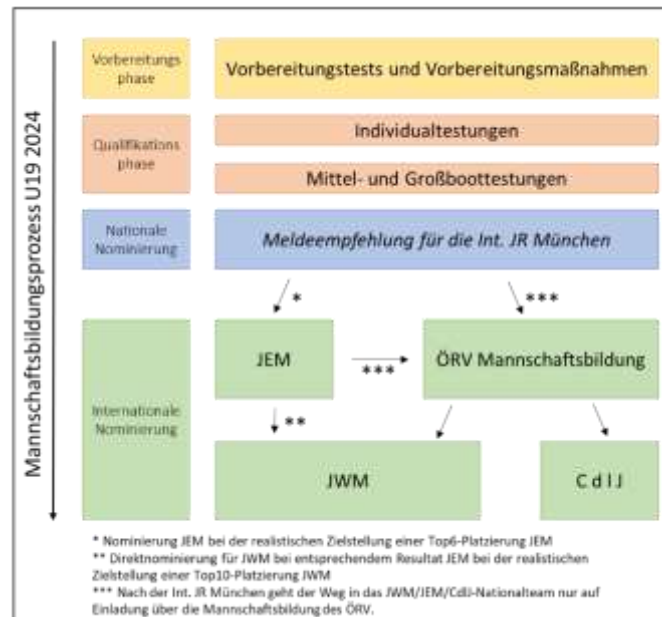 Mannschaftsbildungsprozess U19 2024
Vorbereitungs
phase
Vorbereitungstests und Vorbereitungsmaßnahmen
Qualifikations
phase
Individualtestungen
Mittel- und Großboottestungen
Nationale
Nominierung
Meldeempfehlung für die Int. JR München
*
***
Internationale
Nominierung
JEM
***
ÖRV Mannschaftsbildung
**
JWM
C d l J
* Nominierung JEM bei der realistischen Zielstellung einer Top6-Platzierung JEM
** Direktnominierung für JWM bei entsprechendem Resultat JEM bei der realistischen
Zielstellung einer Top10-Platzierung JWM
*** Nach der Int. JR München geht der Weg in das JWM/JEM/CdlJ-Nationalteam nur auf
Einladung über die Mannschaftsbildung des ÖRV.